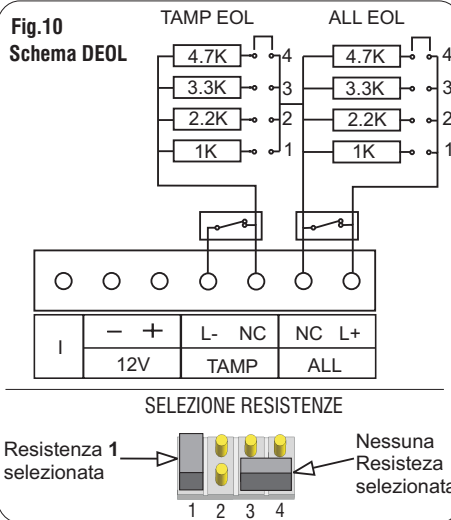 Fig.10
Schema DEOL
TAMP EOL
ALL EOL
4.7K 4
3.3K 3
2.2K 2
1K 1
4.7K 4
3.3K 3
2.2K 2
1K 1
I
− +
12V
L- NC
TAMP
NC L+
ALL
SELEZIONE RESISTENZE
Resistenza 1
selezionata
Nessuna
Resisteza
selezionata
1 2 3 4